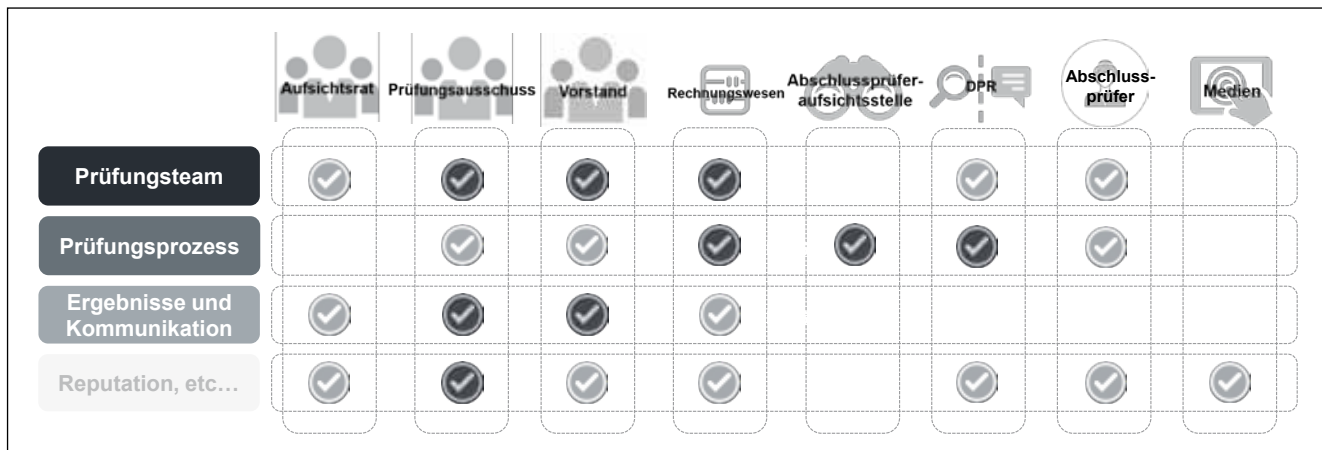 Aufsichtsrat
Prüfungsausschuss
Vorstand
Rechnungswesen
Abschlussprüfer-
aufsichtsstelle
DPR
Abschluss-
prüfer
Medien
Prüfungsteam
Prüfungsprozess
Ergebnisse und
Kommunikation
Reputation, etc…